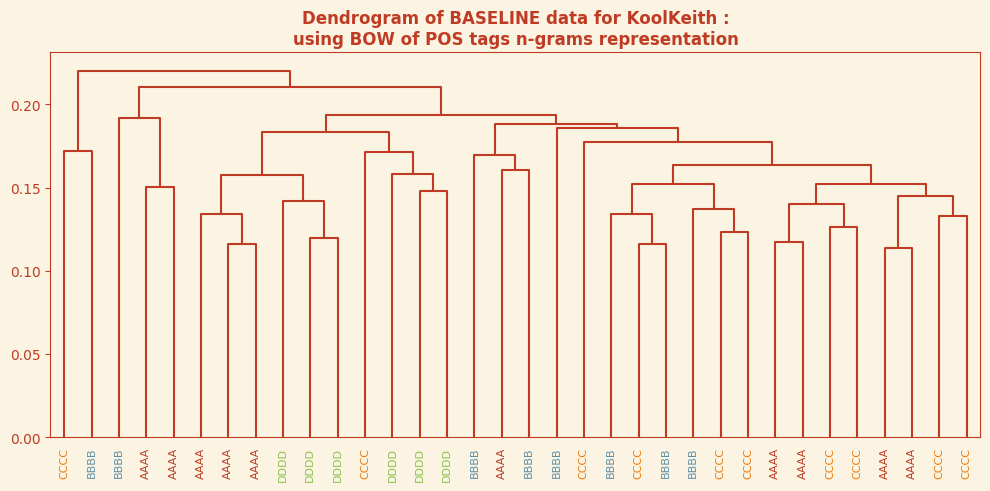 Dendrogram of BASELINE data for KoolKeith :
using BOW of POS tags n-grams representation
0.20
0.15
0.10
0.05
0.00
CCCC BBBB BBBB AAAA AAAA AAAA AAAA AAAA DDDD DDDD DDDD CCCC DDDD DDDD DDDD BBBB AAAA BBBB BBBB CCCC BBBB CCCC BBBB BBBB CCCC CCCC AAAA AAAA CCCC CCCC AAAA AAAA CCCC CCCC